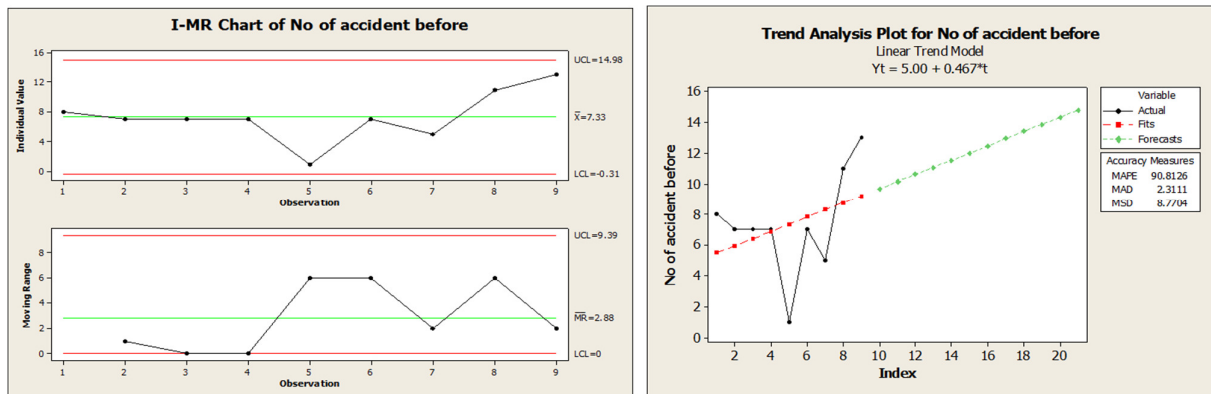 I-MR Chart of No of accident before
16
12
8
4
0
Individual Value
UCL=14.98
X̅=7.33
LCL=-0.31
1 2 3 4 5 6 7 8 9
Observation
8
6
4
2
0
Moving Range
UCL=9.39
M̅R̅=2.88
LCL=0
1 2 3 4 5 6 7 8 9
Observation
Trend Analysis Plot for No of accident before
Linear Trend Model
Yt = 5.00 + 0.467*t
16
14
12
10
8
6
4
2
0
No of accident before
2 4 6 8 10 12 14 16 18 20
Index
Variable
Actual
Fits
Forecasts
Accuracy Measures
MAPE 90.8126
MAD 2.3111
MSD 8.7704